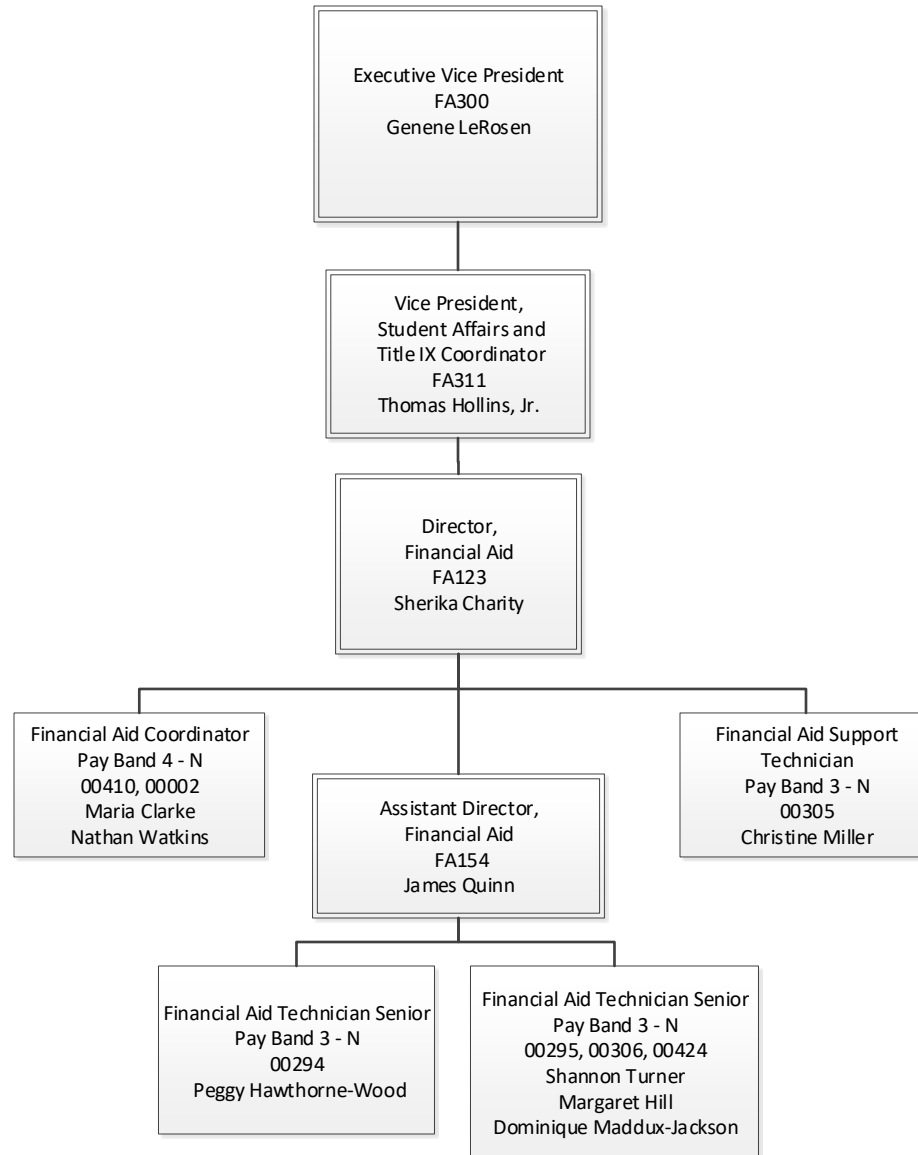 Executive Vice President
FA300
Genene LeRosen
Vice President,
Student Affairs and
Title IX Coordinator
FA311
Thomas Hollins, Jr.
Director,
Financial Aid
FA123
Sherika Charity
Financial Aid Coordinator
Pay Band 4 - N
00410, 00002
Maria Clarke
Nathan Watkins
Assistant Director,
Financial Aid
FA154
James Quinn
Financial Aid Support
Technician
Pay Band 3 - N
00305
Christine Miller
Financial Aid Technician Senior
Pay Band 3 - N
00294
Peggy Hawthorne-Wood
Financial Aid Technician Senior
Pay Band 3 - N
00295, 00306, 00424
Shannon Turner
Margaret Hill
Dominique Maddux-Jackson